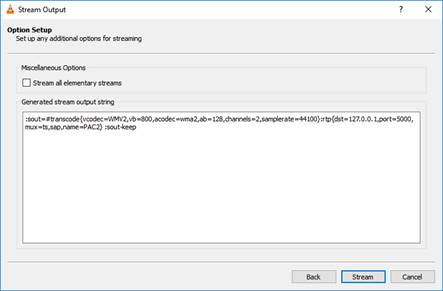 Stream Output
?
Option Setup
Set up any additional options for streaming
Miscellaneous Options
Stream all elementary streams
Generated stream output string
:sout=#transcode{vcodec=WMV2,vb=800,acodec=wma2,ab=128,channels=2,samplerate=44100}:rtp{dst=127.0.0.1,port=5000,
mux=ts,sap,name=PAC2} :sout-keep
Back
Stream
Cancel